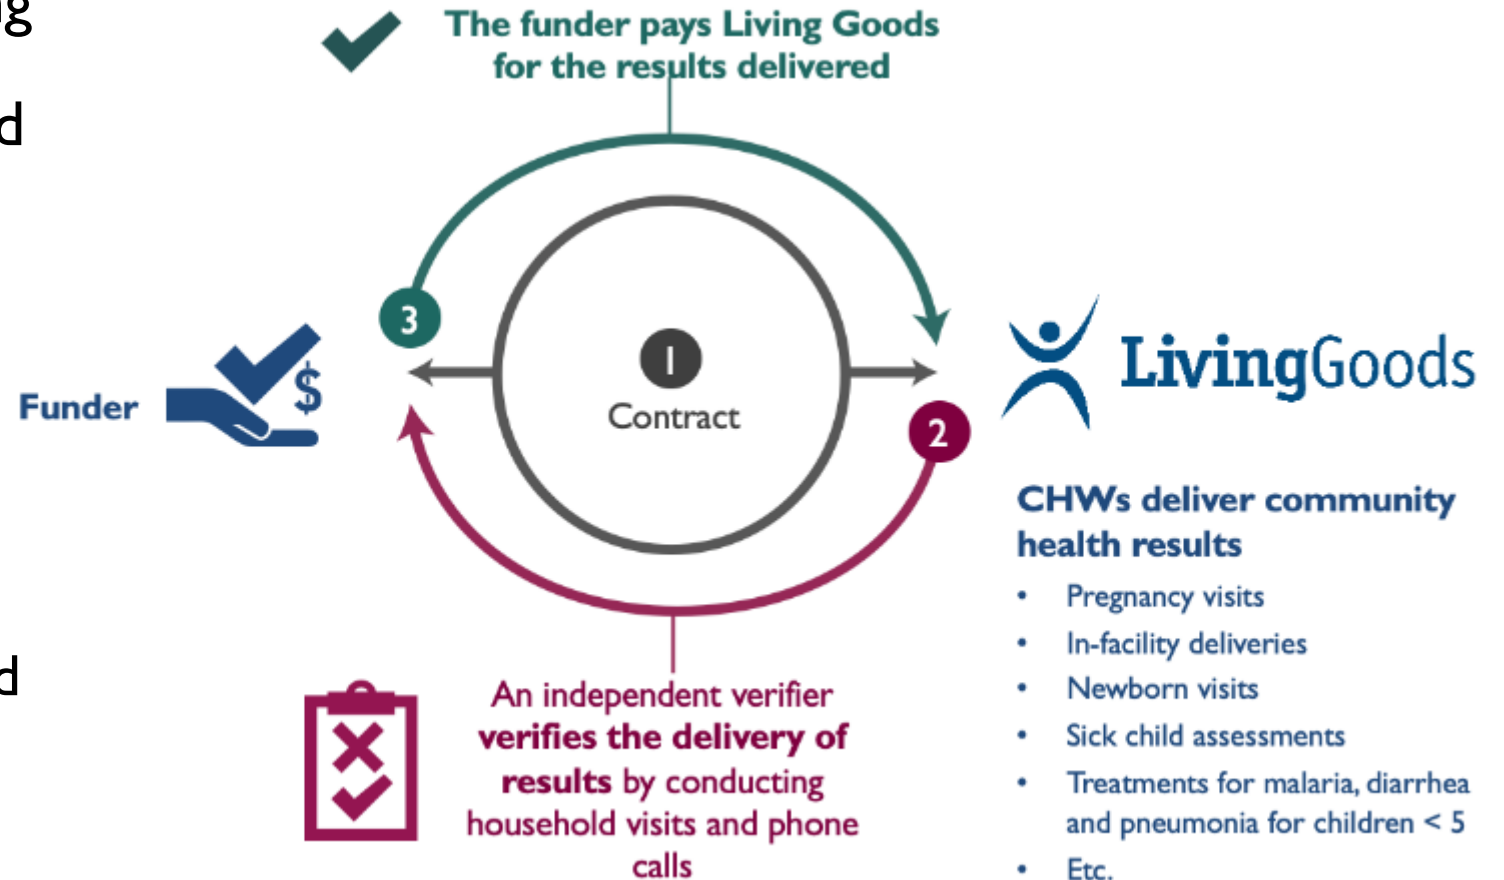 The funder pays Living Goods
for the results delivered
3
1
Contract
Funder
$
LivingGoods
2
CHWs deliver community
health results
• Pregnancy visits
• In-facility deliveries
• Newborn visits
• Sick child assessments
• Treatments for malaria, diarrhea
and pneumonia for children < 5
• Etc.
An independent verifier
verifies the delivery of
results by conducting
household visits and phone
calls